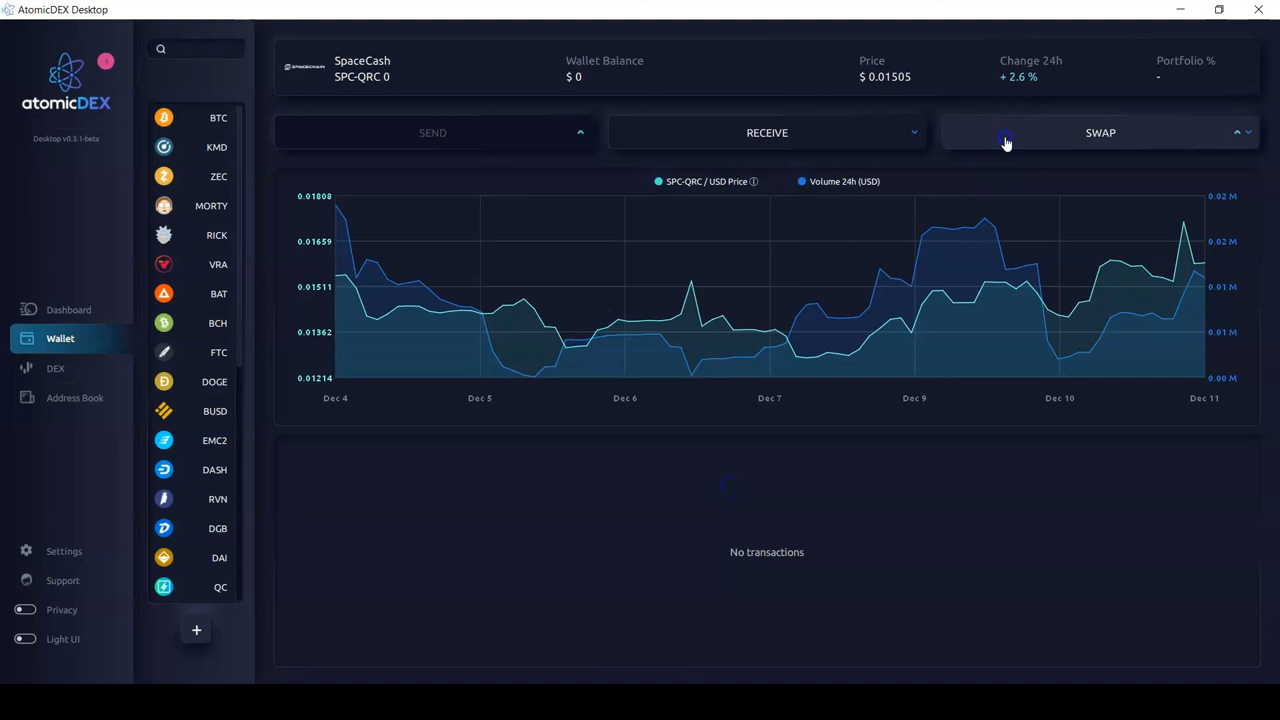 AtomicDEX Desktop
SpaceCash
SPC-QRC 0
Wallet Balance
$ 0
Price
$ 0.01505
Change 24h
+ 2.6 %
Portfolio %
-
atomicDEX
Desktop v0.3.1-beta
SEND
RECEIVE
SWAP
BTC
KMD
ZEC
MORTY
RICK
VRA
BAT
BCH
FTC
DOGE
BUSD
EMC2
DASH
RVN
DGB
DAI
QC
+
SPC-QRC / USD Price
Volume 24h (USD)
0.01808
0.01659
0.01511
0.01362
0.01214
0.02 M
0.02 M
0.01 M
0.01 M
0.00 M
Dec 4
Dec 5
Dec 6
Dec 7
Dec 9
Dec 10
Dec 11
No transactions
Dashboard
Wallet
DEX
Address Book
Settings
Support
Privacy
Light UI